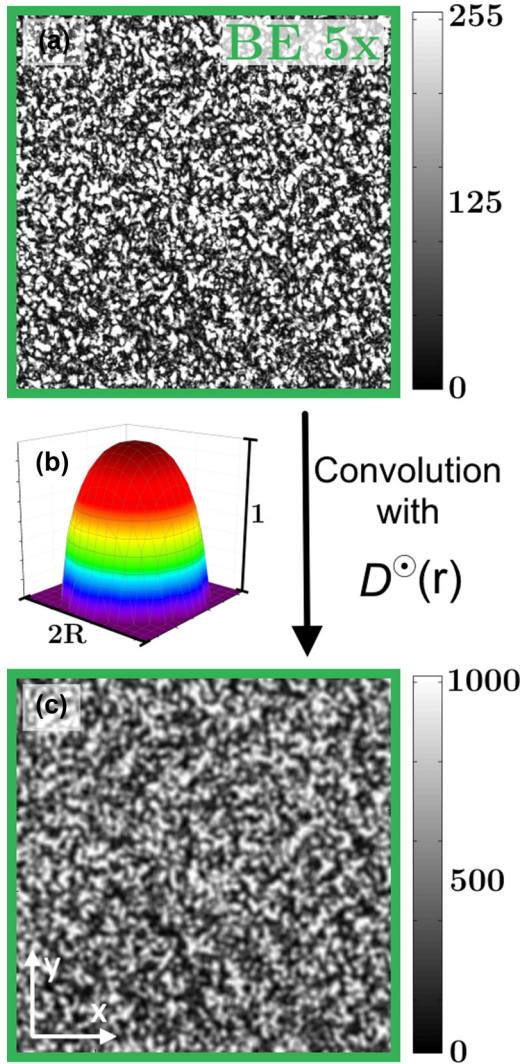 (a)
BE 5x
255
125
0
(b)
1
2R
Convolution
with
D⊙(r)
(c)
1000
500
0
y
x